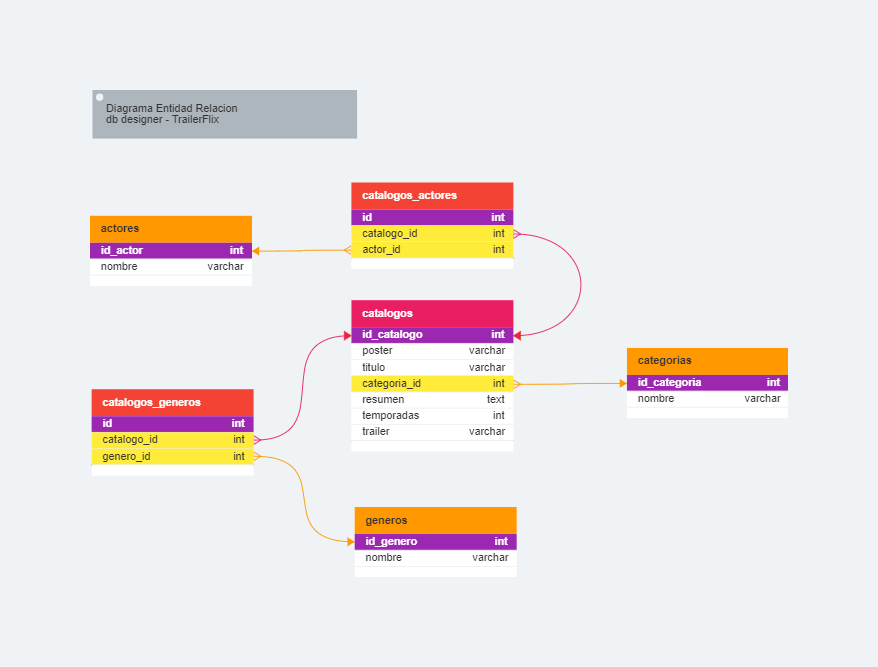 Diagrama Entidad Relacion
db designer - TrailerFlix
catalogos_actores
id int
catalogo_id int
actor_id int
actores
id_actor int
nombre varchar
catalogos
id_catalogo int
poster varchar
titulo varchar
categoria_id int
resumen text
temporadas int
trailer varchar
categorias
id_categoria int
nombre varchar
catalogos_generos
id int
catalogo_id int
genero_id int
generos
id_genero int
nombre varchar